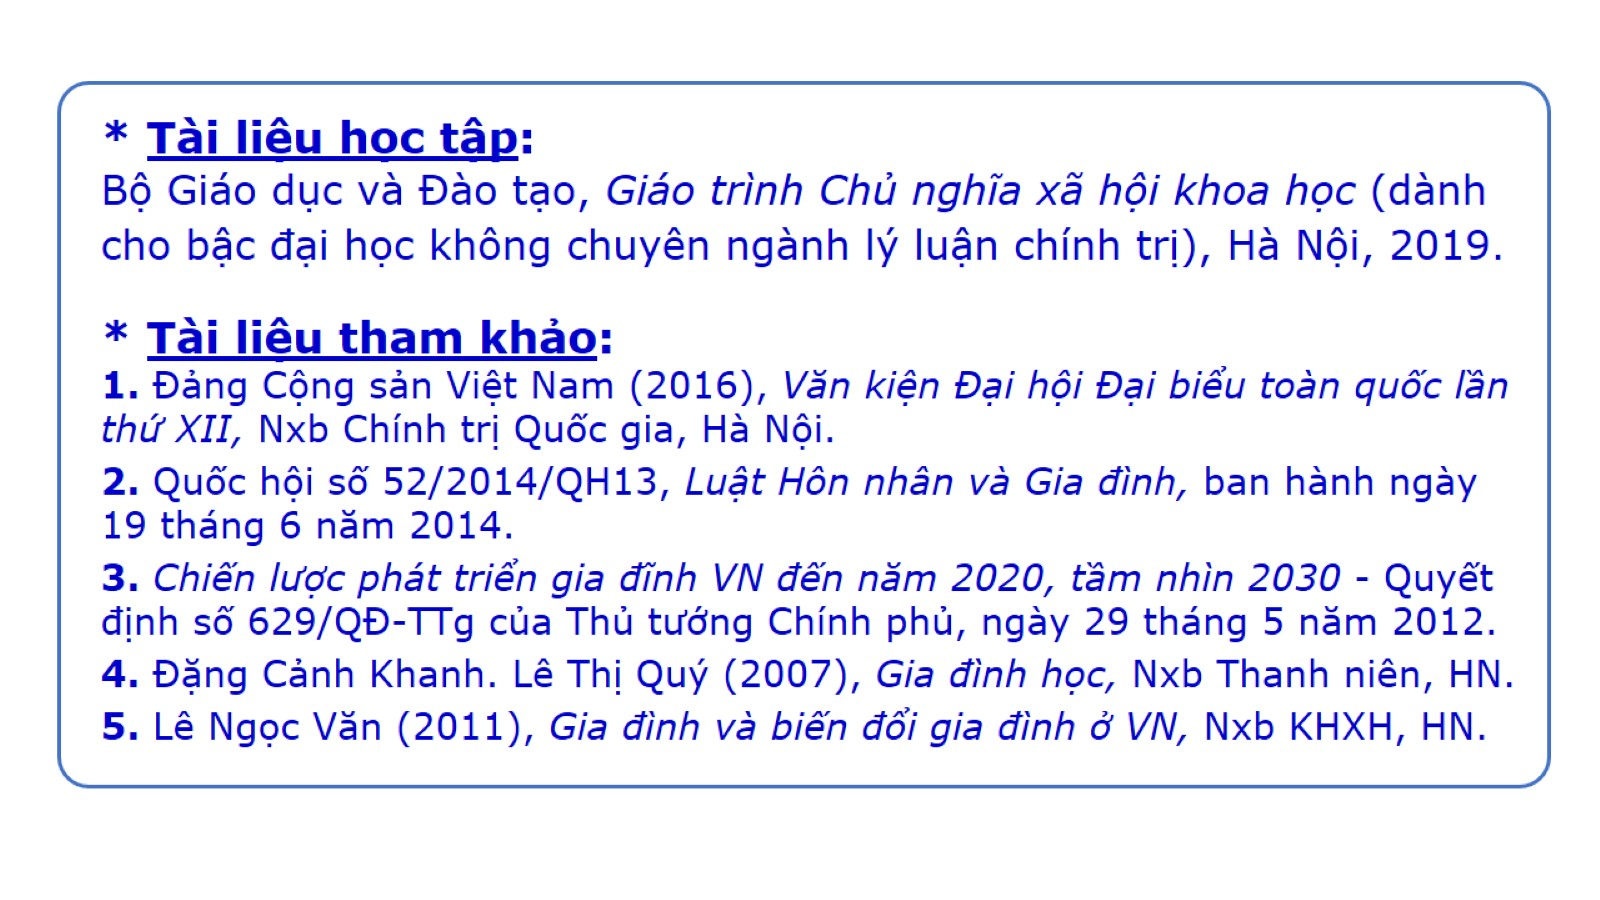 * Tài liệu học tập:
Bộ Giáo dục và Đào tạo, Giáo trình Chủ nghĩa xã hội khoa học (dành
cho bậc đại học không chuyên ngành lý luận chính trị), Hà Nội, 2019.
* Tài liệu tham khảo:
1. Đảng Cộng sản Việt Nam (2016), Văn kiện Đại hội Đại biểu toàn quốc lần
thứ XII, Nxb Chính trị Quốc gia, Hà Nội.
2. Quốc hội số 52/2014/QH13, Luật Hôn nhân và Gia đình, ban hành ngày
19 tháng 6 năm 2014.
3. Chiến lược phát triển gia đĩnh VN đến năm 2020, tầm nhìn 2030 - Quyết
định số 629/QĐ-TTg của Thủ tướng Chính phủ, ngày 29 tháng 5 năm 2012.
4. Đặng Cảnh Khanh. Lê Thị Quý (2007), Gia đình học, Nxb Thanh niên, HN.
5. Lê Ngọc Văn (2011), Gia đình và biến đổi gia đình ở VN, Nxb KHXH, HN.